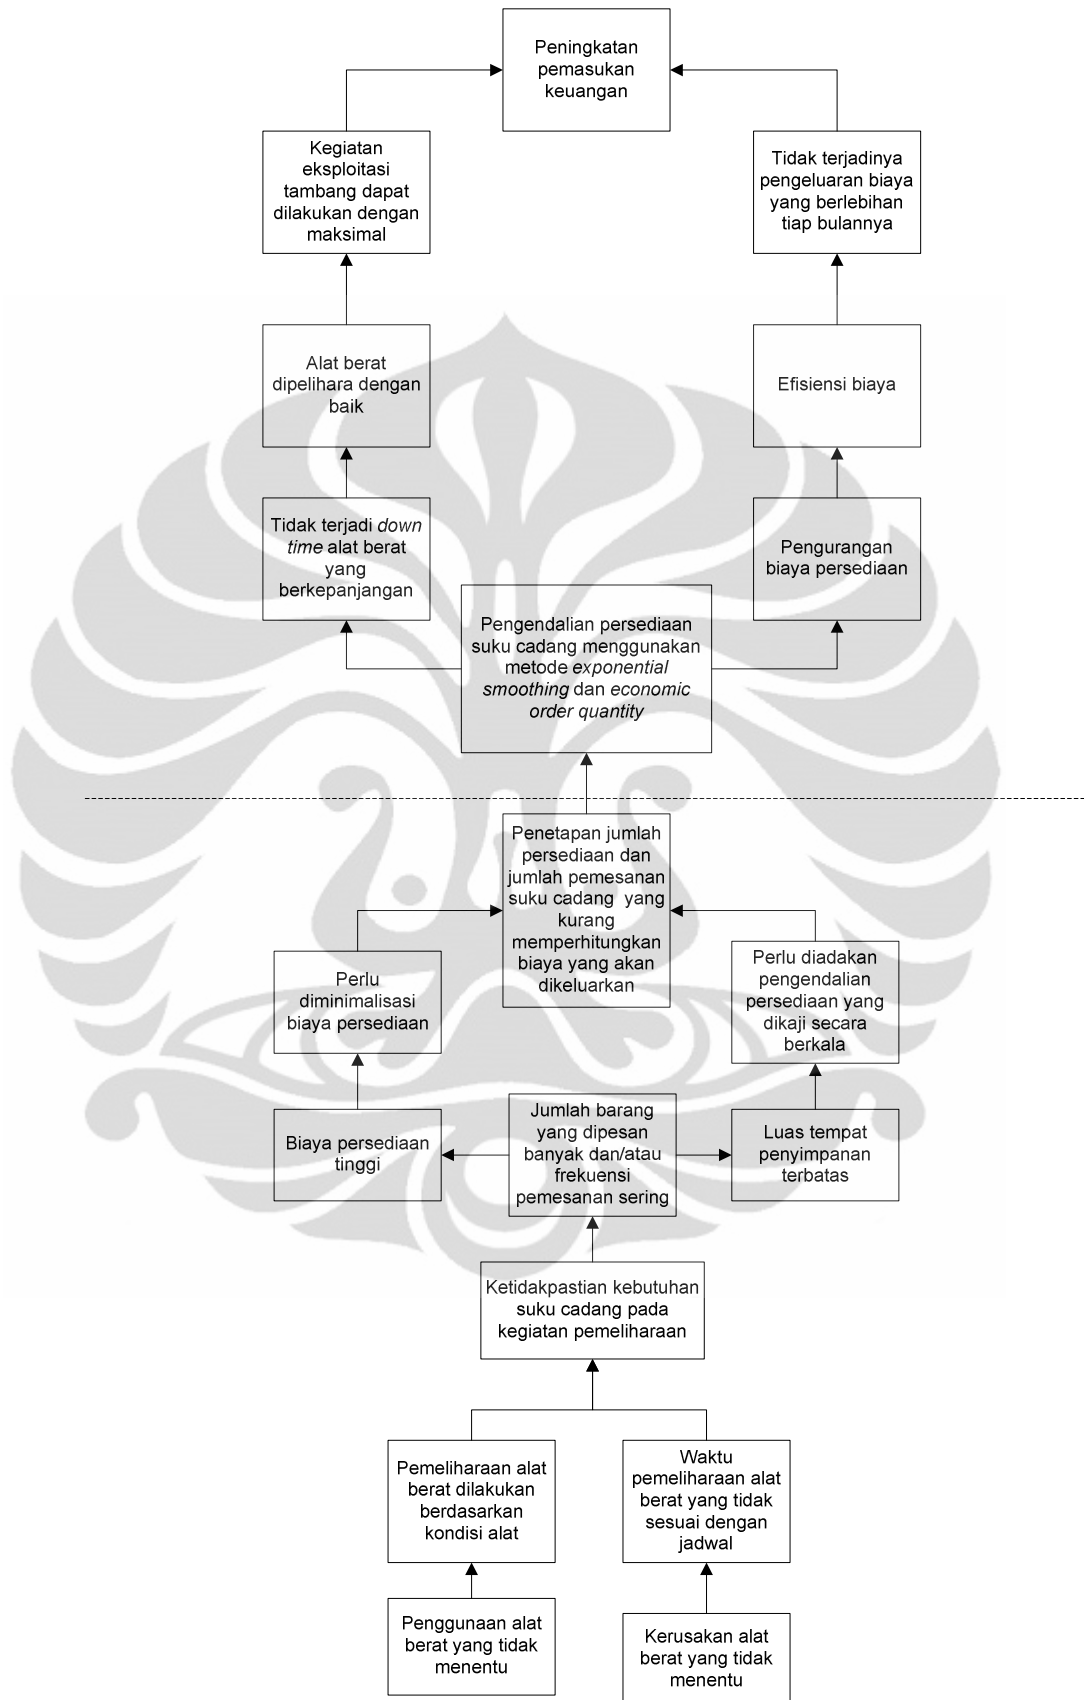 Peningkatan
pemasukan
keuangan
Kegiatan
eksploitasi
tambang dapat
dilakukan dengan
maksimal
Tidak terjadinya
pengeluaran biaya
yang berlebihan
tiap bulannya
Alat berat
dipelihara dengan
baik
Efisiensi biaya
Tidak terjadi down
time alat berat
yang
berkepanjangan
Pengurangan
biaya persediaan
Pengendalian persediaan
suku cadang menggunakan
metode exponential
smoothing dan economic
order quantity
Penetapan jumlah
persediaan dan
jumlah pemesanan
suku cadang  yang
kurang
memperhitungkan
biaya yang akan
dikeluarkan
Perlu
diminimalisasi
biaya persediaan
Perlu diadakan
pengendalian
persediaan yang
dikaji secara
berkala
Biaya persediaan
tinggi
Jumlah barang
yang dipesan
banyak dan/atau
frekuensi
pemesanan sering
Luas tempat
penyimpanan
terbatas
Ketidakpastian kebutuhan
suku cadang pada
kegiatan pemeliharaan
Pemeliharaan alat
berat dilakukan
berdasarkan
kondisi alat
Waktu
pemeliharaan alat
berat yang tidak
sesuai dengan
jadwal
Penggunaan alat
berat yang tidak
menentu
Kerusakan alat
berat yang tidak
menentu